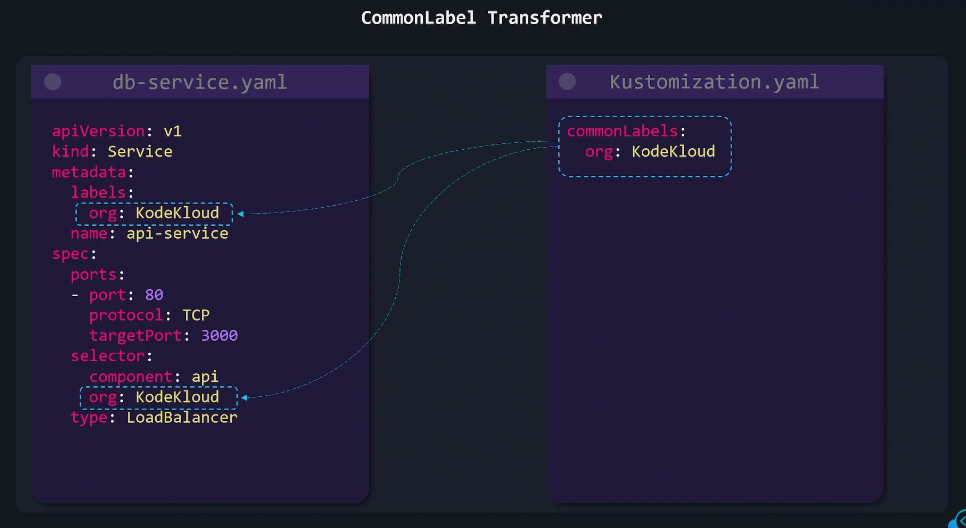 CommonLabel Transformer
db-service.yaml
apiVersion: v1
kind: Service
metadata:
  labels:
    org: KodeKloud
  name: api-service
spec:
  ports:
  - port: 80
    protocol: TCP
    targetPort: 3000
  selector:
    component: api
    org: KodeKloud
  type: LoadBalancer
Kustomization.yaml
commonLabels:
  org: KodeKloud